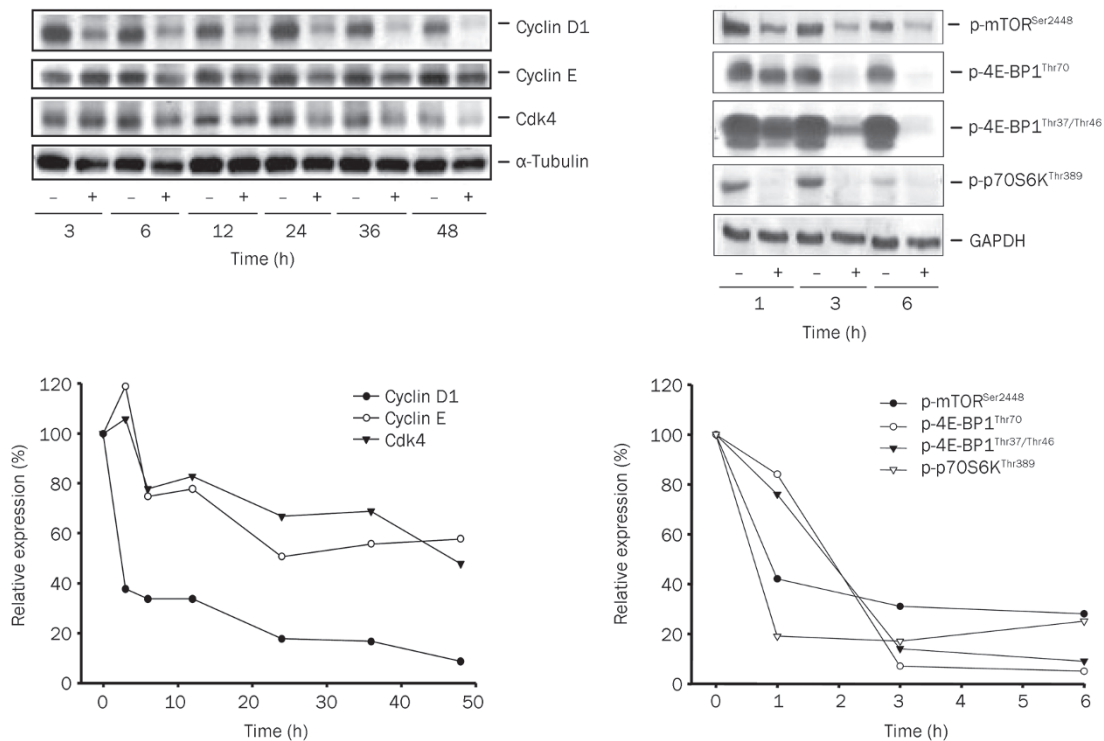 Cyclin D1
Cyclin E
Cdk4
α-Tubulin
– + – + – + – + – + – +
3 6 12 24 36 48
Time (h)
p-mTORSer2448
p-4E-BP1Thr70
p-4E-BP1Thr37/Thr46
p-p70S6KThr389
GAPDH
– + – + – +
1 3 6
Time (h)
Relative expression (%)
120
100
80
60
40
20
0
Cyclin D1
Cyclin E
Cdk4
0 10 20 30 40 50
Time (h)
Relative expression (%)
120
100
80
60
40
20
0
p-mTORSer2448
p-4E-BP1Thr70
p-4E-BP1Thr37/Thr46
p-p70S6KThr389
0 1 2 3 4 5 6
Time (h)